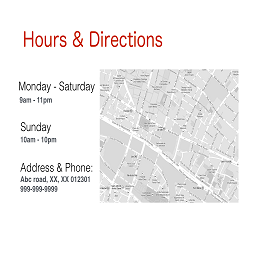 Hours & Directions
Monday - Saturday
9am - 11pm
Sunday
10am - 10pm
Address & Phone:
Abc road, XX, XX 012301
999-999-9999